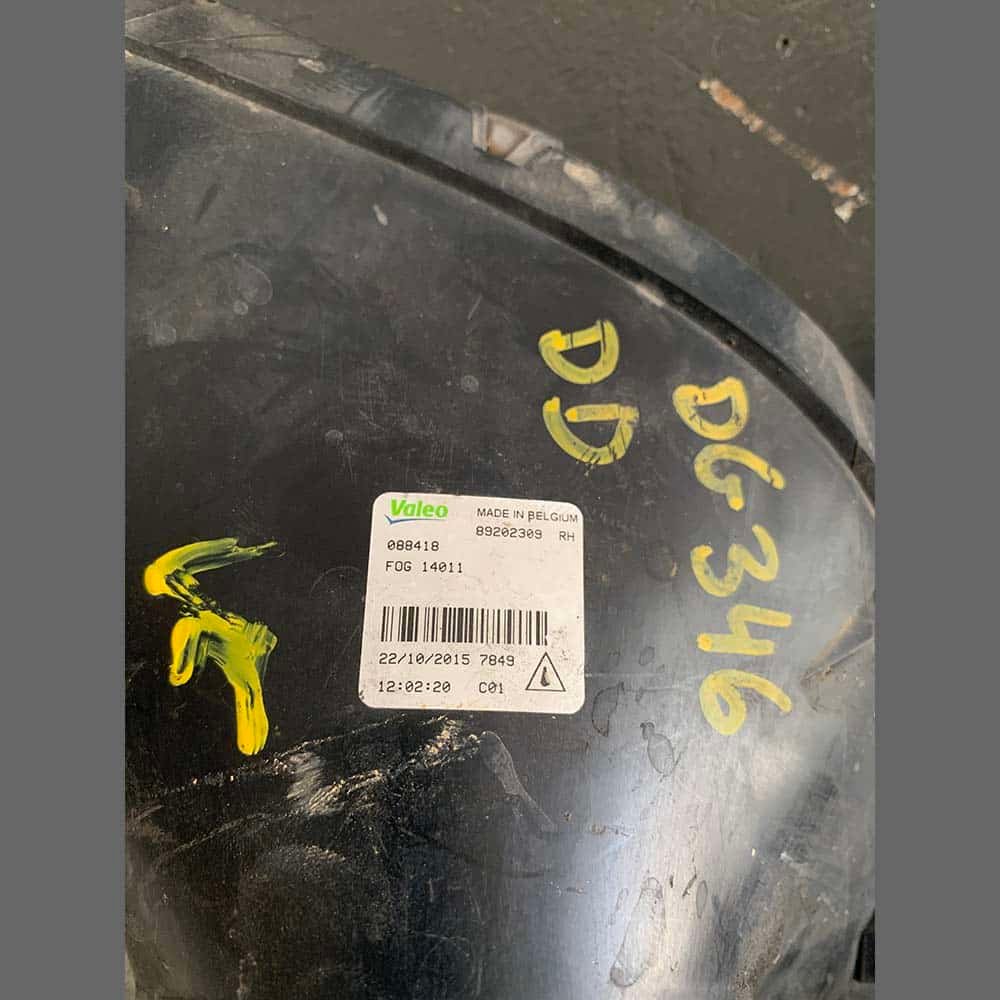 DD
DG-346
Valeo
MADE IN BELGIUM
89202309 RH
088418
FOG 14011
22/10/2015 7849
12:02:20 C01